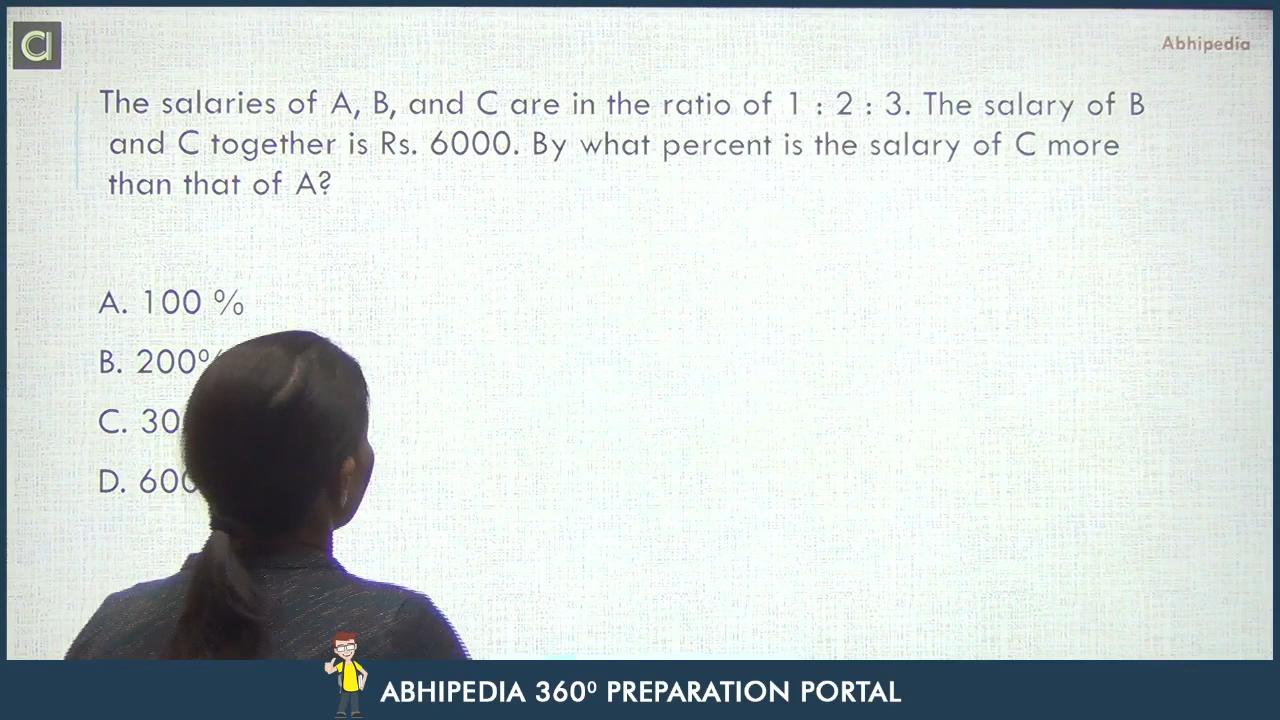 Abhipedia
The salaries of A, B, and C are in the ratio of 1 : 2 : 3. The salary of B
and C together is Rs. 6000. By what percent is the salary of C more
than that of A?
A. 100 %
B. 200%
C. 30
D. 600
ABHIPEDIA 360⁰ PREPARATION PORTAL